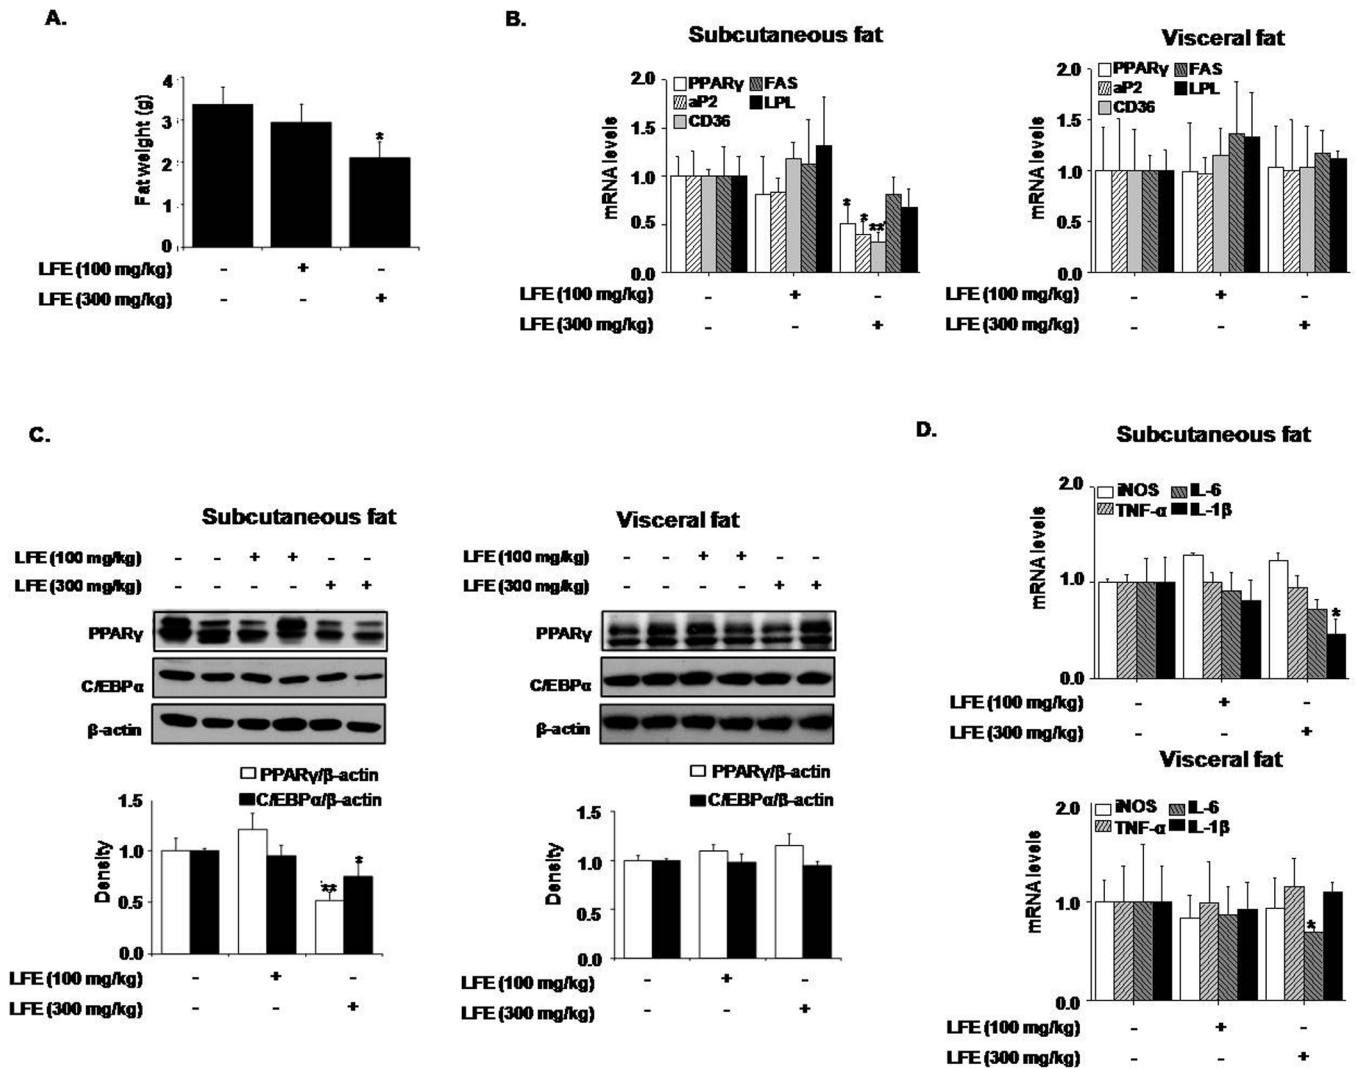 A.
Fat weight (g)
4
3
2
1
0
*
LFE (100 mg/kg) - + -
LFE (300 mg/kg) - - +
B.
Subcutaneous fat
mRNA levels
2.0
1.5
1.0
0.5
0.0
PPARγ FAS
aP2 LPL
CD36
* * **
LFE (100 mg/kg) - + -
LFE (300 mg/kg) - - +
Visceral fat
mRNA levels
2.0
1.5
1.0
0.5
0.0
PPARγ FAS
aP2 LPL
CD36
LFE (100 mg/kg) - + -
LFE (300 mg/kg) - - +
C.
Subcutaneous fat
LFE (100 mg/kg) - - + + - -
LFE (300 mg/kg) - - - - + +
PPARγ
C/EBPα
β-actin
PPARγ/β-actin
C/EBPα/β-actin
Density
1.5
1.0
0.5
0.0
** *
LFE (100 mg/kg) - + -
LFE (300 mg/kg) - - +
Visceral fat
LFE (100 mg/kg) - - + + - -
LFE (300 mg/kg) - - - - + +
PPARγ
C/EBPα
β-actin
PPARγ/β-actin
C/EBPα/β-actin
Density
1.5
1.0
0.5
0.0
LFE (100 mg/kg) - + -
LFE (300 mg/kg) - - +
D.
Subcutaneous fat
mRNA levels
2.0
1.0
0.0
iNOS IL-6
TNF-α IL-1β
*
LFE (100 mg/kg) - + -
LFE (300 mg/kg) - - +
Visceral fat
mRNA levels
2.0
1.0
0.0
iNOS IL-6
TNF-α IL-1β
*
LFE (100 mg/kg) - + -
LFE (300 mg/kg) - - +